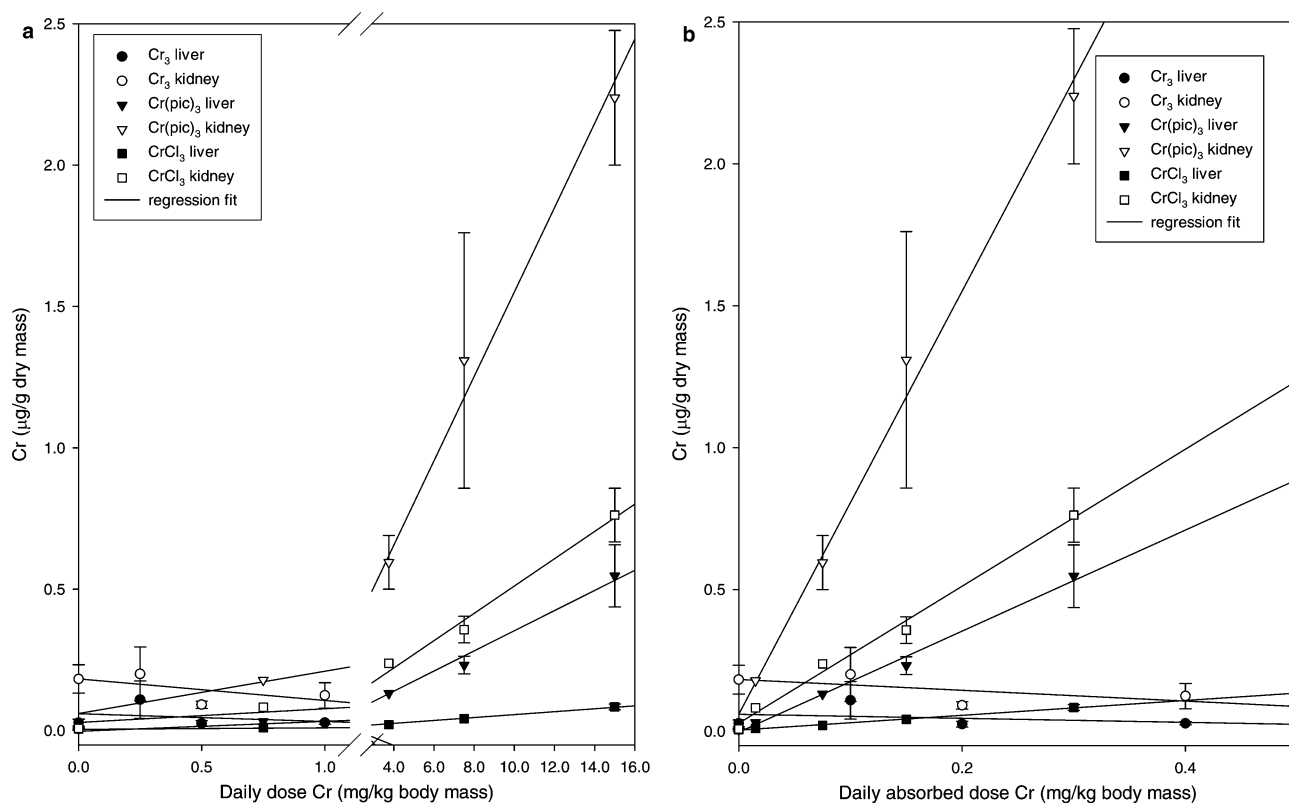 a
Cr₃ liver
Cr₃ kidney
Cr(pic)₃ liver
Cr(pic)₃ kidney
CrCl₃ liver
CrCl₃ kidney
regression fit
Cr (µg/g dry mass)
2.5
2.0
1.5
1.0
0.5
0.0
0.0 0.5 1.0 4.0 6.0 8.0 10.0 12.0 14.0 16.0
Daily dose Cr (mg/kg body mass)
b
Cr₃ liver
Cr₃ kidney
Cr(pic)₃ liver
Cr(pic)₃ kidney
CrCl₃ liver
CrCl₃ kidney
regression fit
Cr (µg/g dry mass)
2.5
2.0
1.5
1.0
0.5
0.0
0.0 0.2 0.4
Daily absorbed dose Cr (mg/kg body mass)